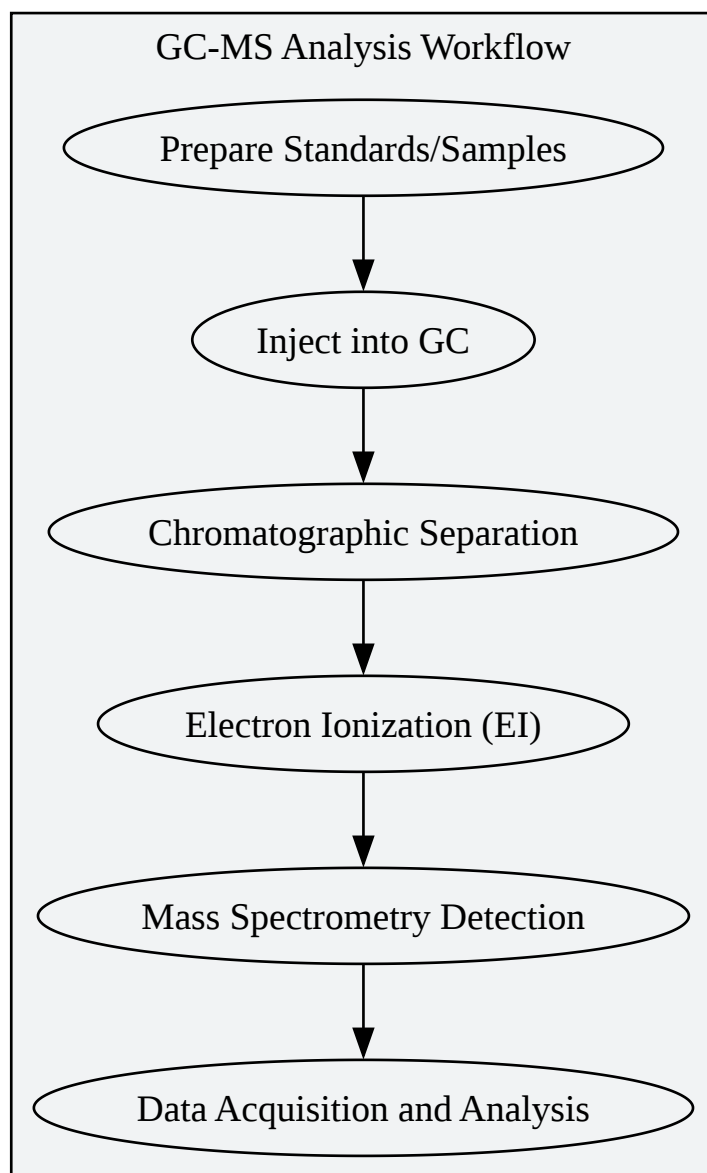 GC-MS Analysis Workflow
Prepare Standards/Samples
Inject into GC
Chromatographic Separation
Electron Ionization (EI)
Mass Spectrometry Detection
Data Acquisition and Analysis